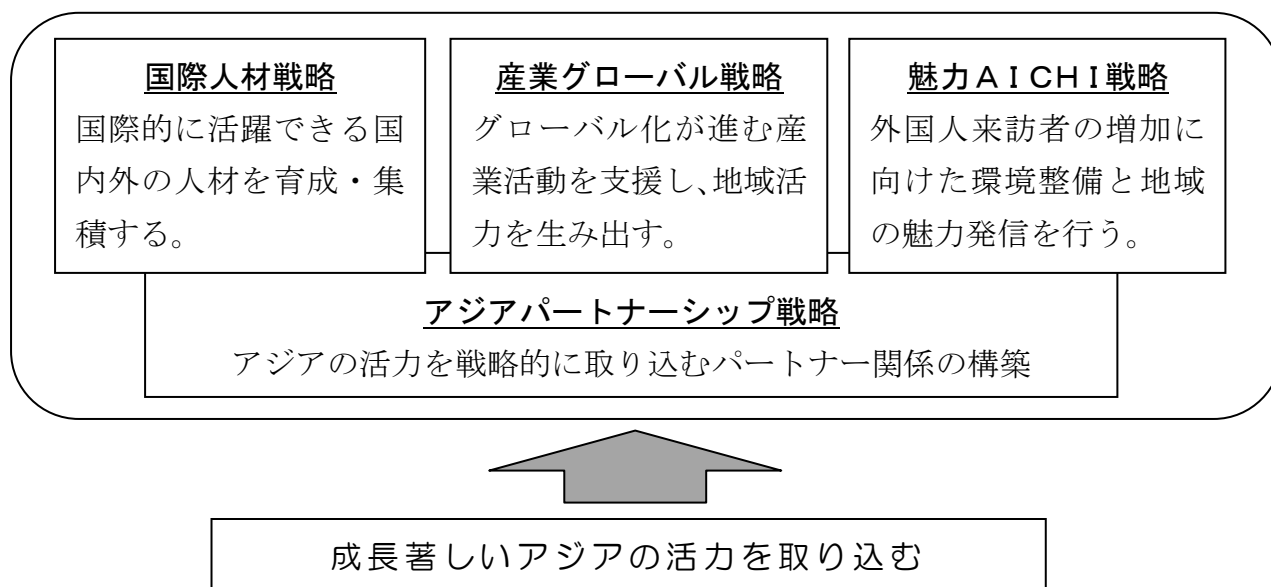 国際人材戦略
国際的に活躍できる国
内外の人材を育成・集
積する。
産業グローバル戦略
グローバル化が進む産
業活動を支援し、地域活
力を生み出す。
魅力ＡＩＣＨＩ戦略
外国人来訪者の増加に
向けた環境整備と地域
の魅力発信を行う。
アジアパートナーシップ戦略
アジアの活力を戦略的に取り込むパートナー関係の構築
成長著しいアジアの活力を取り込む